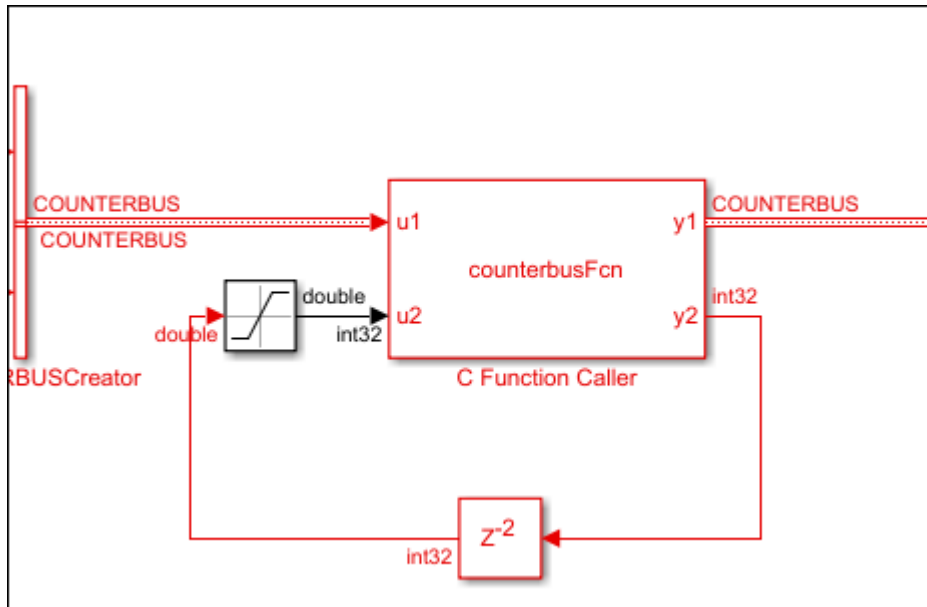 COUNTERBUS
COUNTERBUS
COUNTERBUS
u1
y1
counterbusFcn
double
int32
double
int32
u2
y2
RBUSCreator
C Function Caller
Z-2
int32